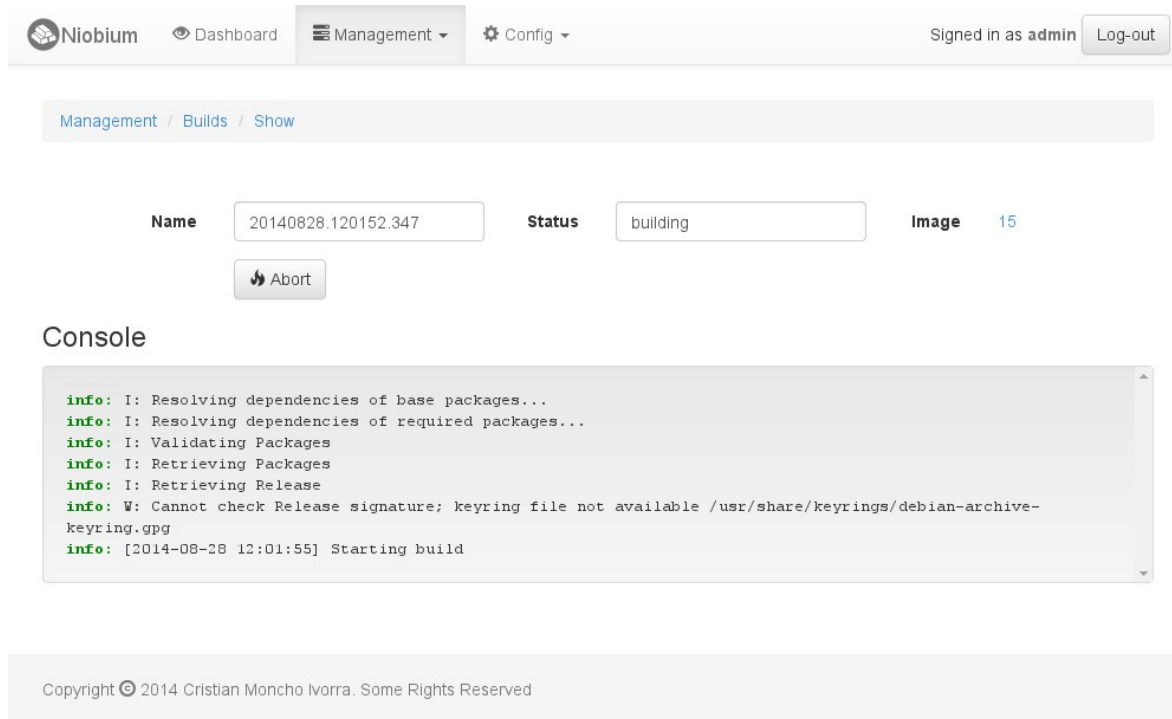 Niobium Dashboard Management Config Signed in as admin Log-out
Management / Builds / Show
Name 20140828.120152.347 Status building Image 15
Abort
Console
info: I: Resolving dependencies of base packages...
info: I: Resolving dependencies of required packages...
info: I: Validating Packages
info: I: Retrieving Packages
info: I: Retrieving Release
info: W: Cannot check Release signature; keyring file not available /usr/share/keyrings/debian-archive-
keyring.gpg
info: [2014-08-28 12:01:55] Starting build
Copyright © 2014 Cristian Moncho Ivorra. Some Rights Reserved